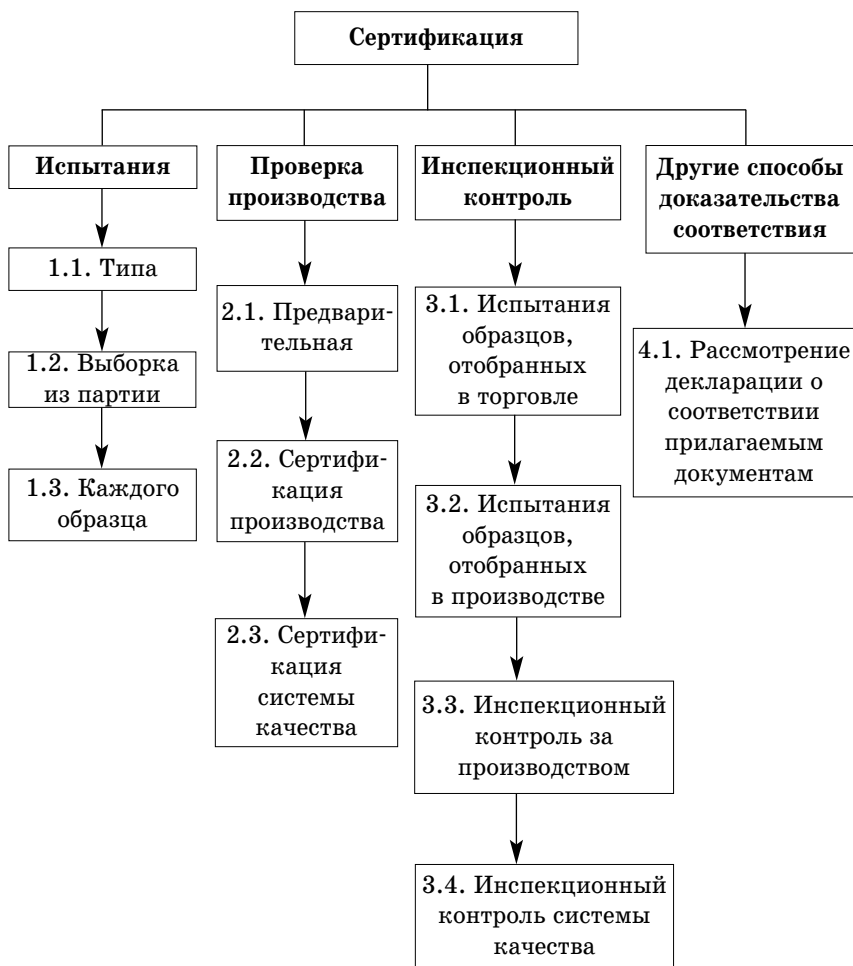 Сертификация
Испытания
1.1. Типа
1.2. Выборка
из партии
1.3. Каждого
образца
Проверка
производства
2.1. Предвари-
тельная
2.2. Сертифи-
кация
производства
2.3. Сертифи-
кация
системы
качества
Инспекционный
контроль
3.1. Испытания
образцов,
отобранных
в торговле
3.2. Испытания
образцов,
отобранных
в производстве
3.3. Инспекционный
контроль за
производством
3.4. Инспекционный
контроль системы
качества
Другие способы
доказательства
соответствия
4.1. Рассмотрение
декларации о
соответствии
прилагаемым
документам